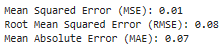 Mean Squared Error (MSE): 0.01
Root Mean Squared Error (RMSE): 0.08
Mean Absolute Error (MAE): 0.07